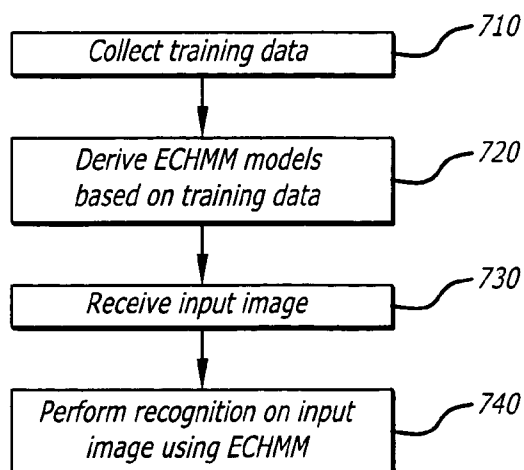 710
Collect training data
720
Derive ECHMM models
based on training data
730
Receive input image
740
Perform recognition on input
image using ECHMM